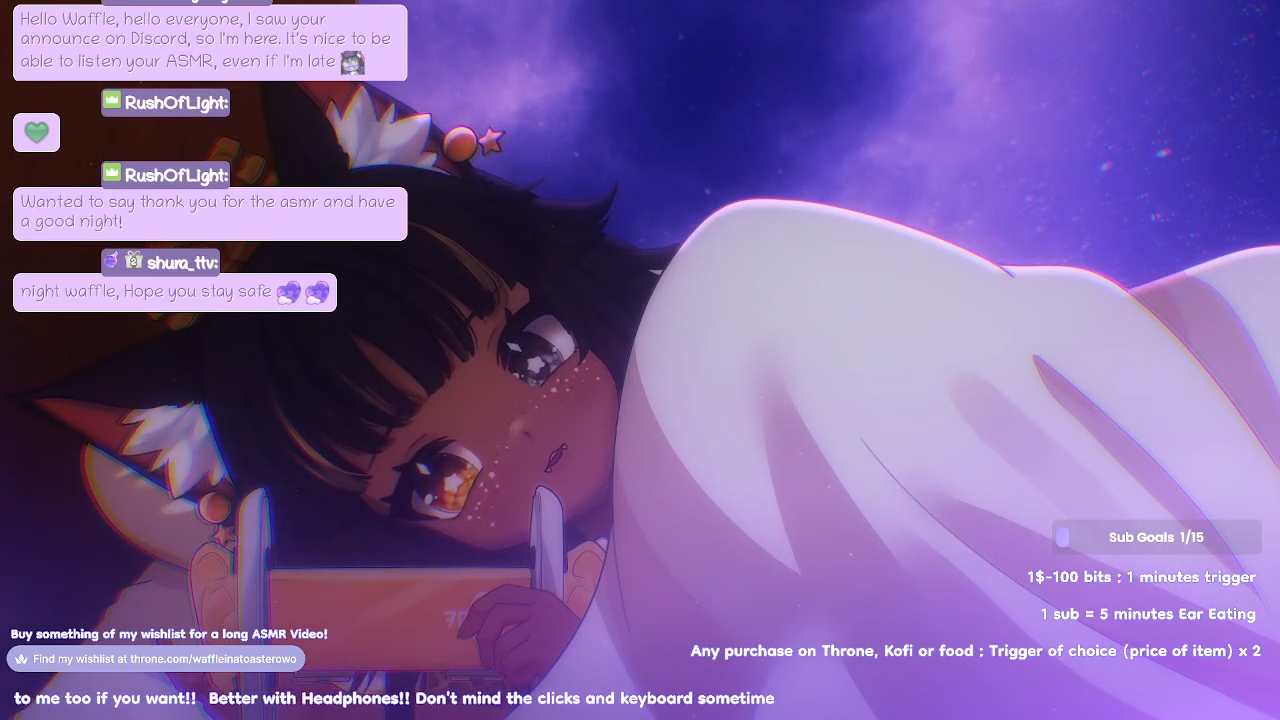 Hello Waffle, hello everyone, I saw your
announce on Discord, so I'm here. It's nice to be
able to listen your ASMR, even if I'm late
RushOfLight:
RushOfLight:
Wanted to say thank you for the asmr and have
a good night!
shura_ttv:
night waffle, Hope you stay safe
Sub Goals 1/15
1$-100 bits : 1 minutes trigger
1 sub = 5 minutes Ear Eating
Any purchase on Throne, Kofi or food : Trigger of choice (price of item) x 2
Buy something of my wishlist for a long ASMR Video!
Find my wishlist at throne.com/waffleinatoasterowo
to me too if you want!! Better with Headphones!! Don't mind the clicks and keyboard sometime